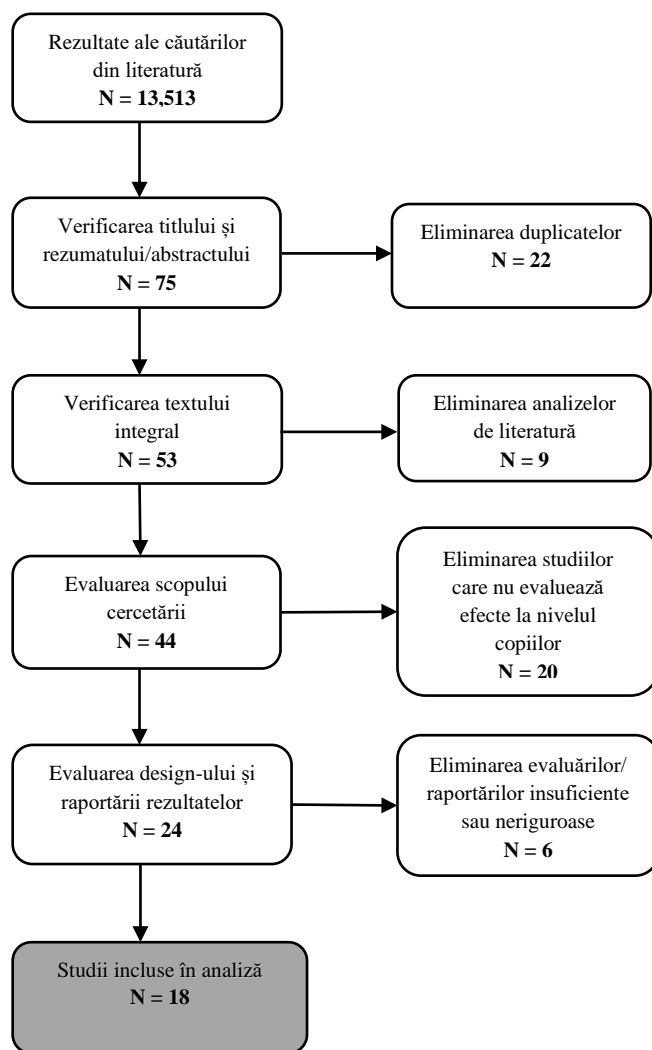 Rezultate ale căutărilor
din literatură
N = 13,513
Verificarea titlului și
rezumatului/abstractului
N = 75
Eliminarea duplicatelor
N = 22
Verificarea textului
integral
N = 53
Eliminarea analizelor
de literatură
N = 9
Evaluarea scopului
cercetării
N = 44
Eliminarea studiilor
care nu evaluează
efecte la nivelul
copiilor
N = 20
Evaluarea design-ului și
raportării rezultatelor
N = 24
Eliminarea evaluărilor/
raportărilor insuficiente
sau neriguroase
N = 6
Studii incluse în analiză
N = 18